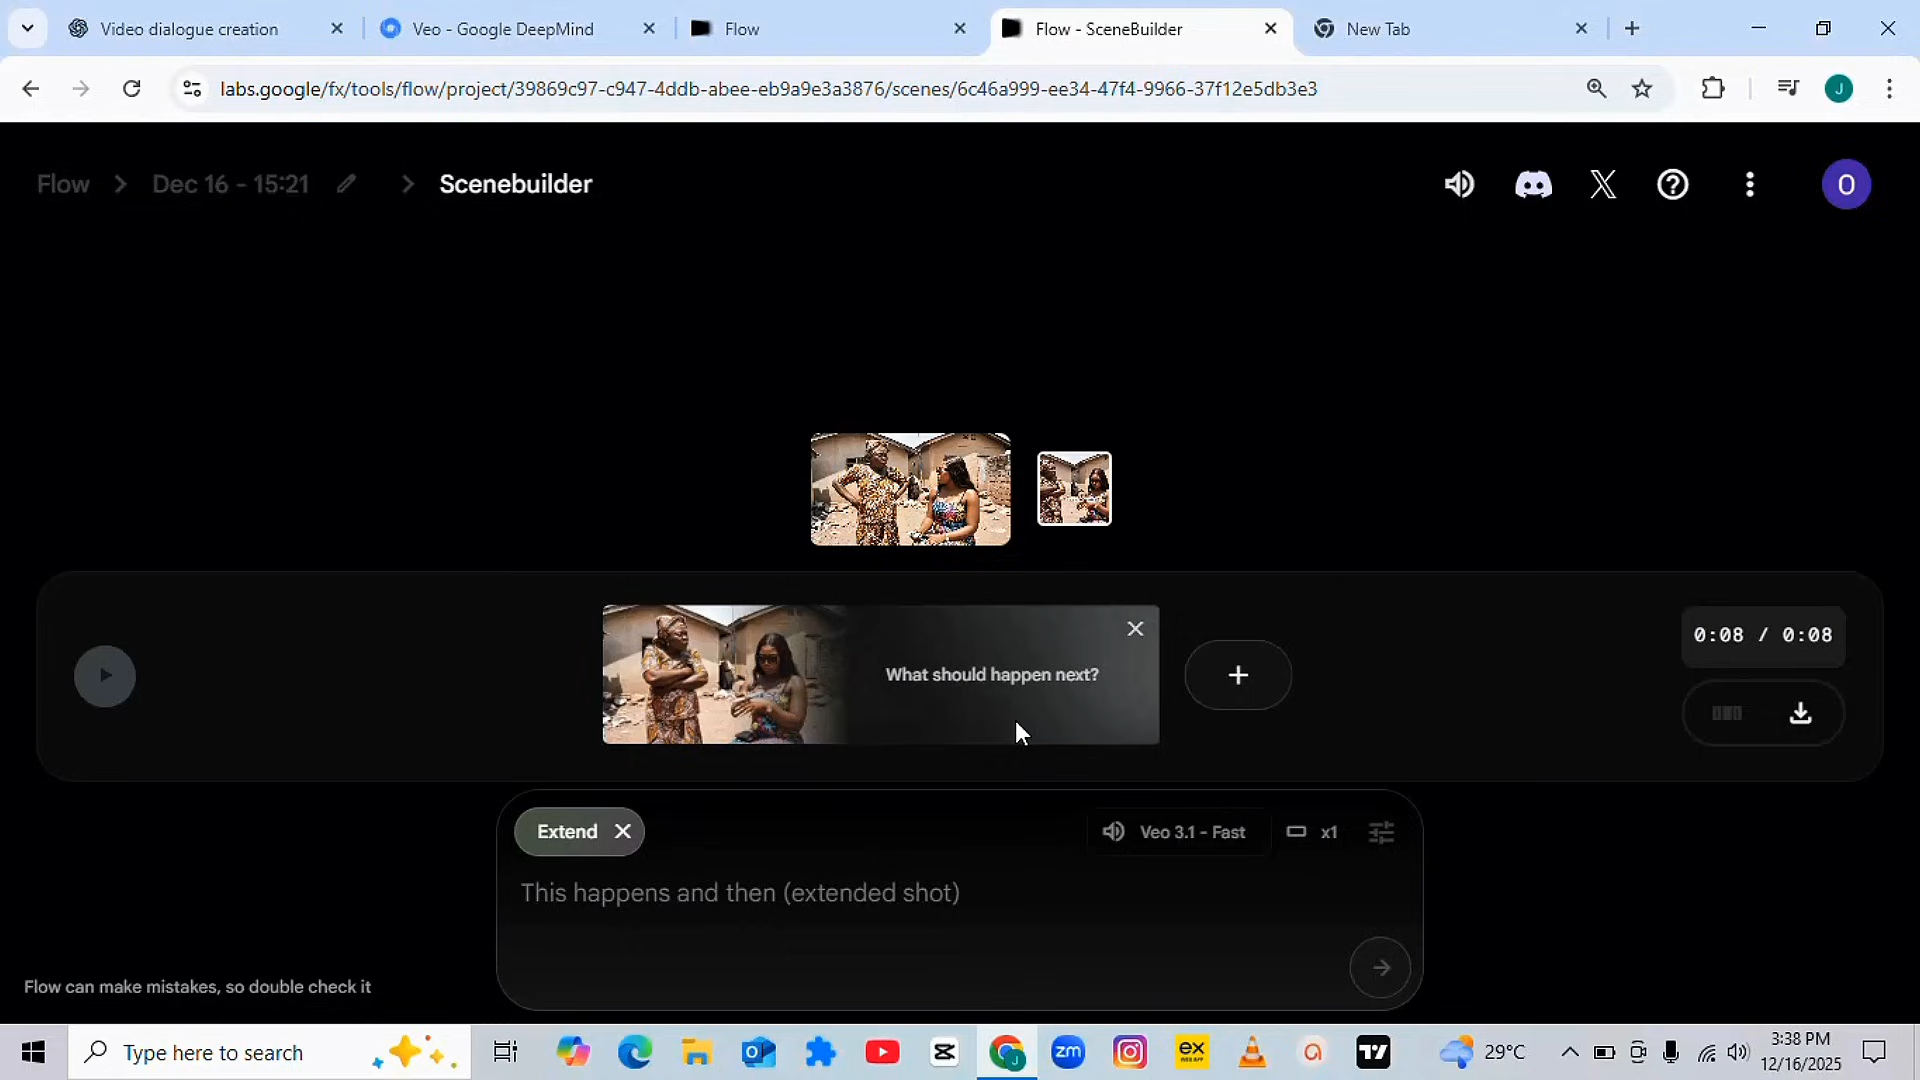 Video dialogue creation
Veo - Google DeepMind
Flow
Flow - SceneBuilder
New Tab
labs.google/fx/tools/flow/project/39869c97-c947-4ddb-abee-eb9a9e3a3876/scenes/6c46a999-ee34-47f4-9966-37f12e5db3e3
J
Flow > Dec 16 - 15:21 > Scenebuilder
O
What should happen next?
0:08 / 0:08
Extend
Veo 3.1 - Fast
x1
This happens and then (extended shot)
Flow can make mistakes, so double check it
Type here to search
zm
ex
29°C
3:38 PM
12/16/2025